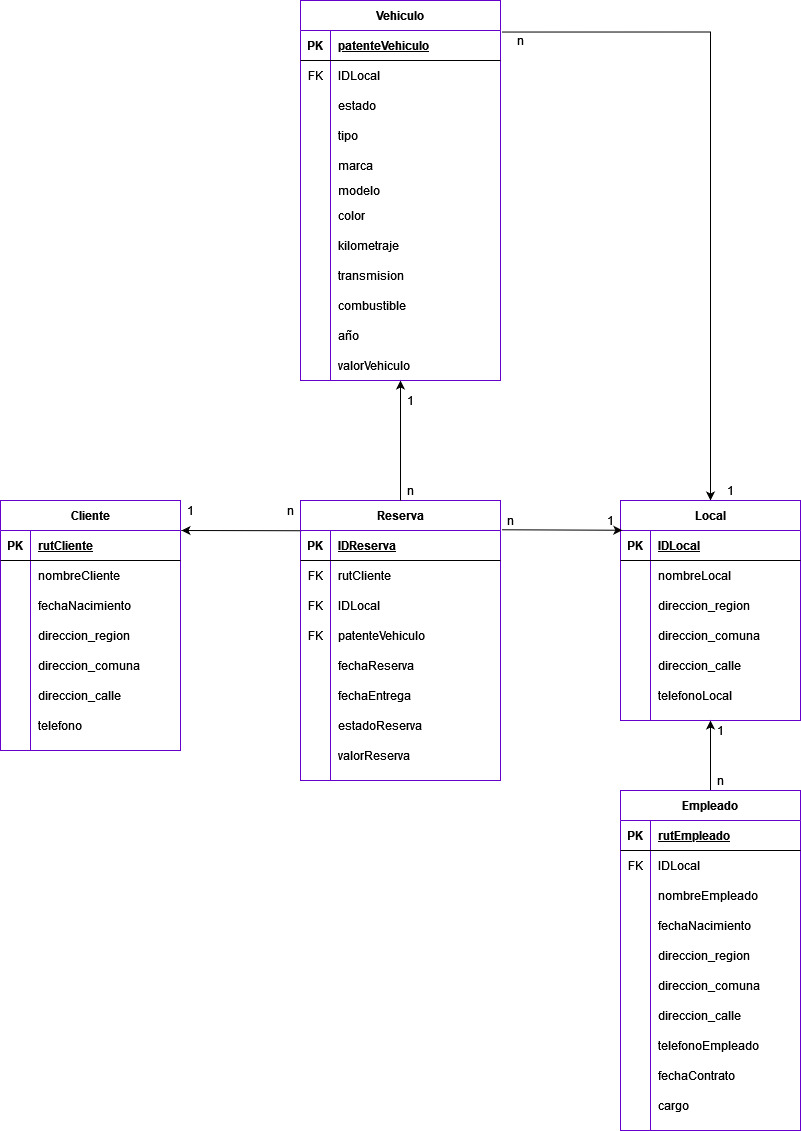 Vehiculo
PK patenteVehiculo
FK IDLocal
estado
tipo
marca
modelo
color
kilometraje
transmision
combustible
año
valorVehiculo
n
1
1
n
Cliente
PK rutCliente
nombreCliente
fechaNacimiento
direccion_region
direccion_comuna
direccion_calle
telefono
1
n
Reserva
PK IDReserva
FK rutCliente
FK IDLocal
FK patenteVehiculo
fechaReserva
fechaEntrega
estadoReserva
valorReserva
n
1
Local
PK IDLocal
nombreLocal
direccion_region
direccion_comuna
direccion_calle
telefonoLocal
1
n
Empleado
PK rutEmpleado
FK IDLocal
nombreEmpleado
fechaNacimiento
direccion_region
direccion_comuna
direccion_calle
telefonoEmpleado
fechaContrato
cargo